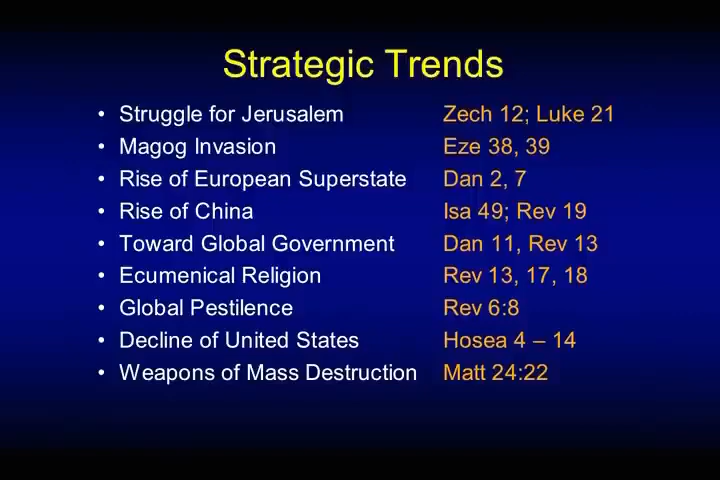 Strategic Trends
• Struggle for Jerusalem Zech 12; Luke 21
• Magog Invasion Eze 38, 39
• Rise of European Superstate Dan 2, 7
• Rise of China Isa 49; Rev 19
• Toward Global Government Dan 11, Rev 13
• Ecumenical Religion Rev 13, 17, 18
• Global Pestilence Rev 6:8
• Decline of United States Hosea 4 – 14
• Weapons of Mass Destruction Matt 24:22